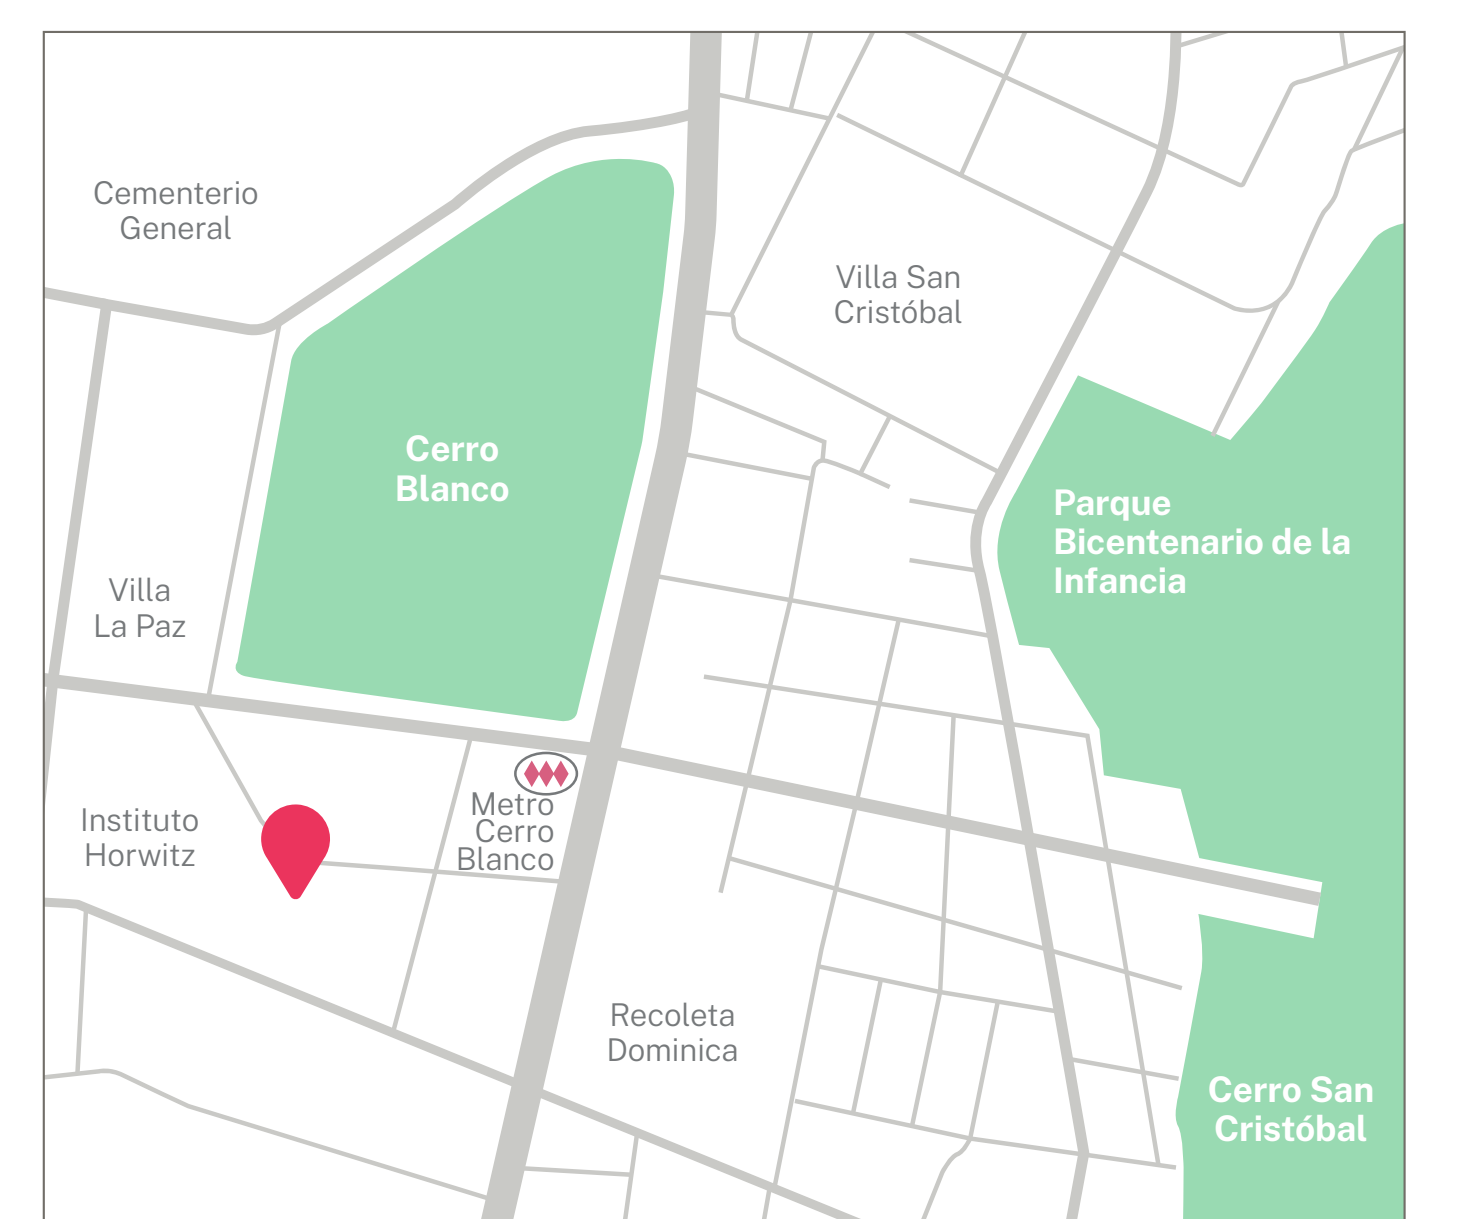 Cementerio
General
Villa San
Cristóbal
Cerro
Blanco
Parque
Bicentenario de la
Infancia
Villa
La Paz
Instituto
Horwitz
Metro
Cerro
Blanco
Recoleta
Dominica
Cerro San
Cristóbal